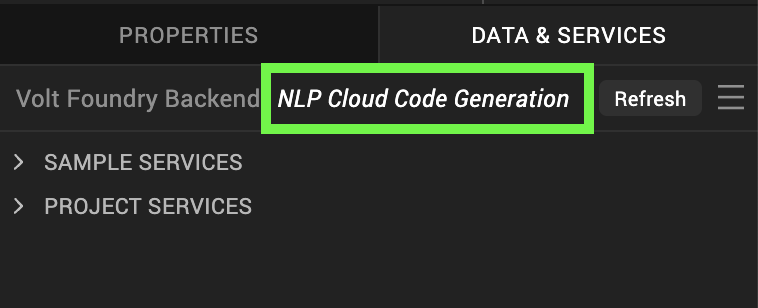 PROPERTIES DATA & SERVICES
Volt Foundry Backend NLP Cloud Code Generation Refresh
SAMPLE SERVICES
PROJECT SERVICES